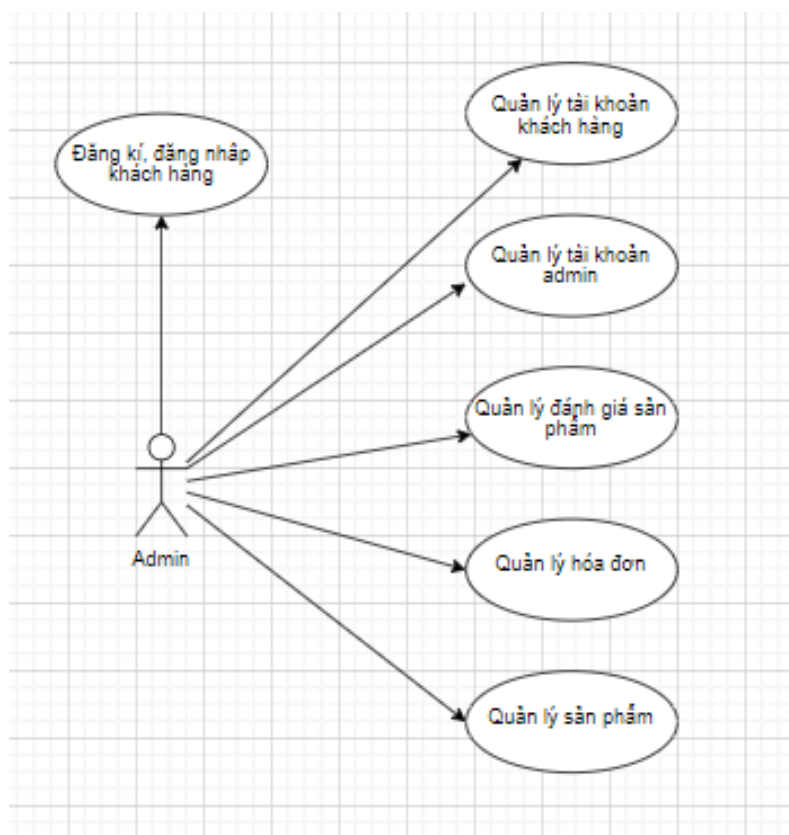 Quản lý tài khoản
khách hàng
Đăng kí, đăng nhập
khách hàng
Quản lý tài khoản
admin
Quản lý đánh giá sản
phẩm
Quản lý hóa đơn
Admin
Quản lý sản phẩm